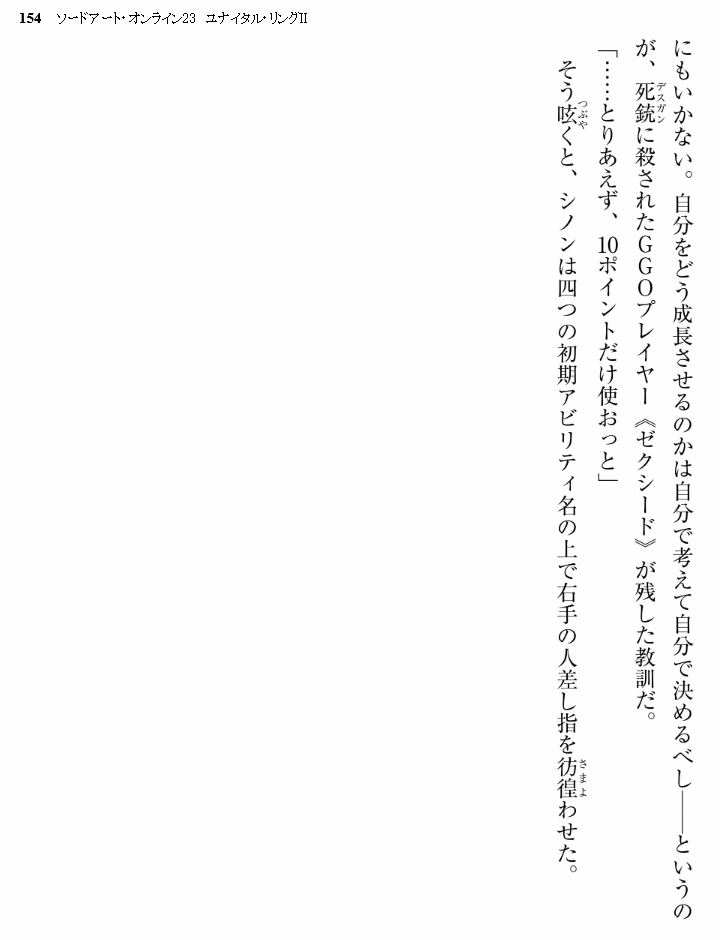 154 ソードアート・オンライン23 ユナイタル・リングII
にもいかない。自分をどう成長させるのかは自分で考えて自分で決めるべし――というの
が、死銃デスガンに殺されたGGOプレイヤー《ゼクシード》が残した教訓だ。
「……とりあえず、10ポイントだけ使おっと」
そう呟つぶやくと、シノンは四つの初期アビリティ名の上で右手の人差し指を彷徨さまよわせた。